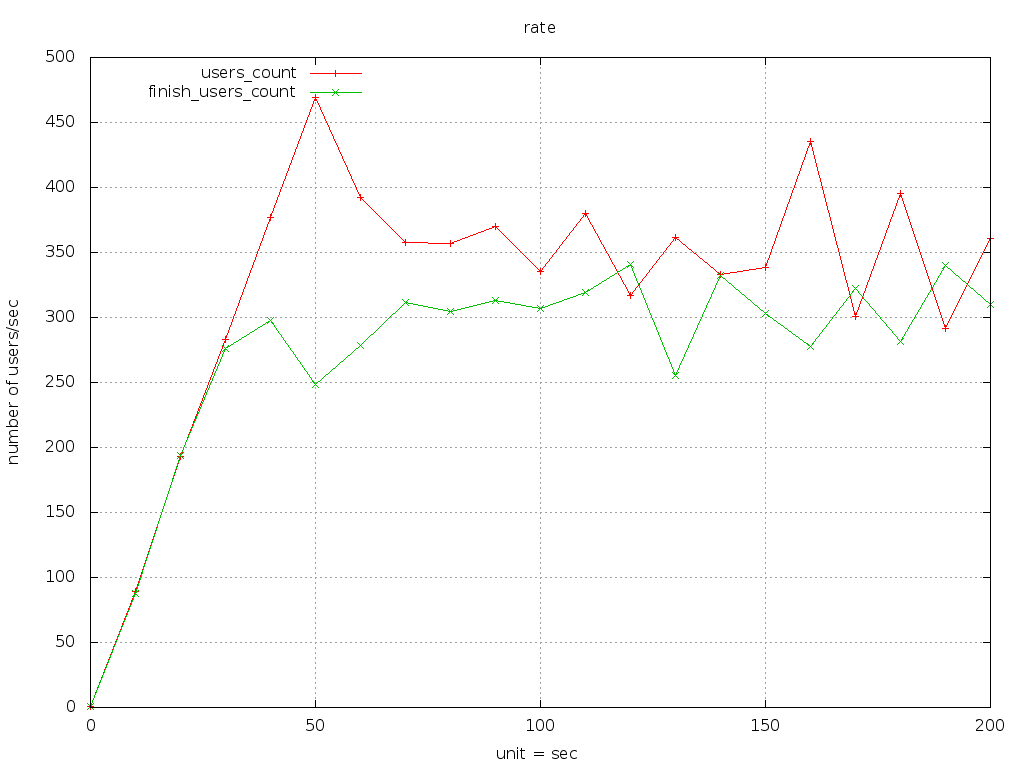 rate
users_count
finish_users_count
500
450
400
350
300
250
200
150
100
50
0
number of users/sec
0 50 100 150 200
unit = sec